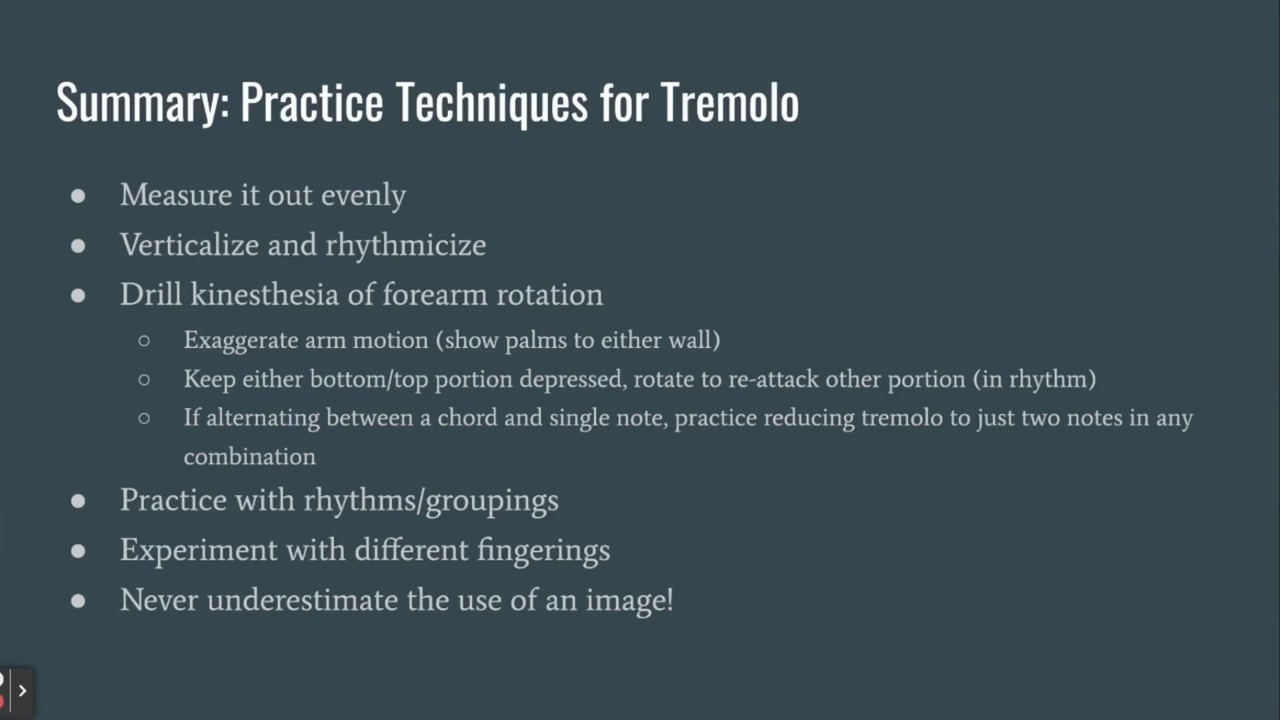 Summary: Practice Techniques for Tremolo
● Measure it out evenly
● Verticalize and rhythmicize
● Drill kinesthesia of forearm rotation
○ Exaggerate arm motion (show palms to either wall)
○ Keep either bottom/top portion depressed, rotate to re-attack other portion (in rhythm)
○ If alternating between a chord and single note, practice reducing tremolo to just two notes in any
combination
● Practice with rhythms/groupings
● Experiment with different fingerings
● Never underestimate the use of an image!